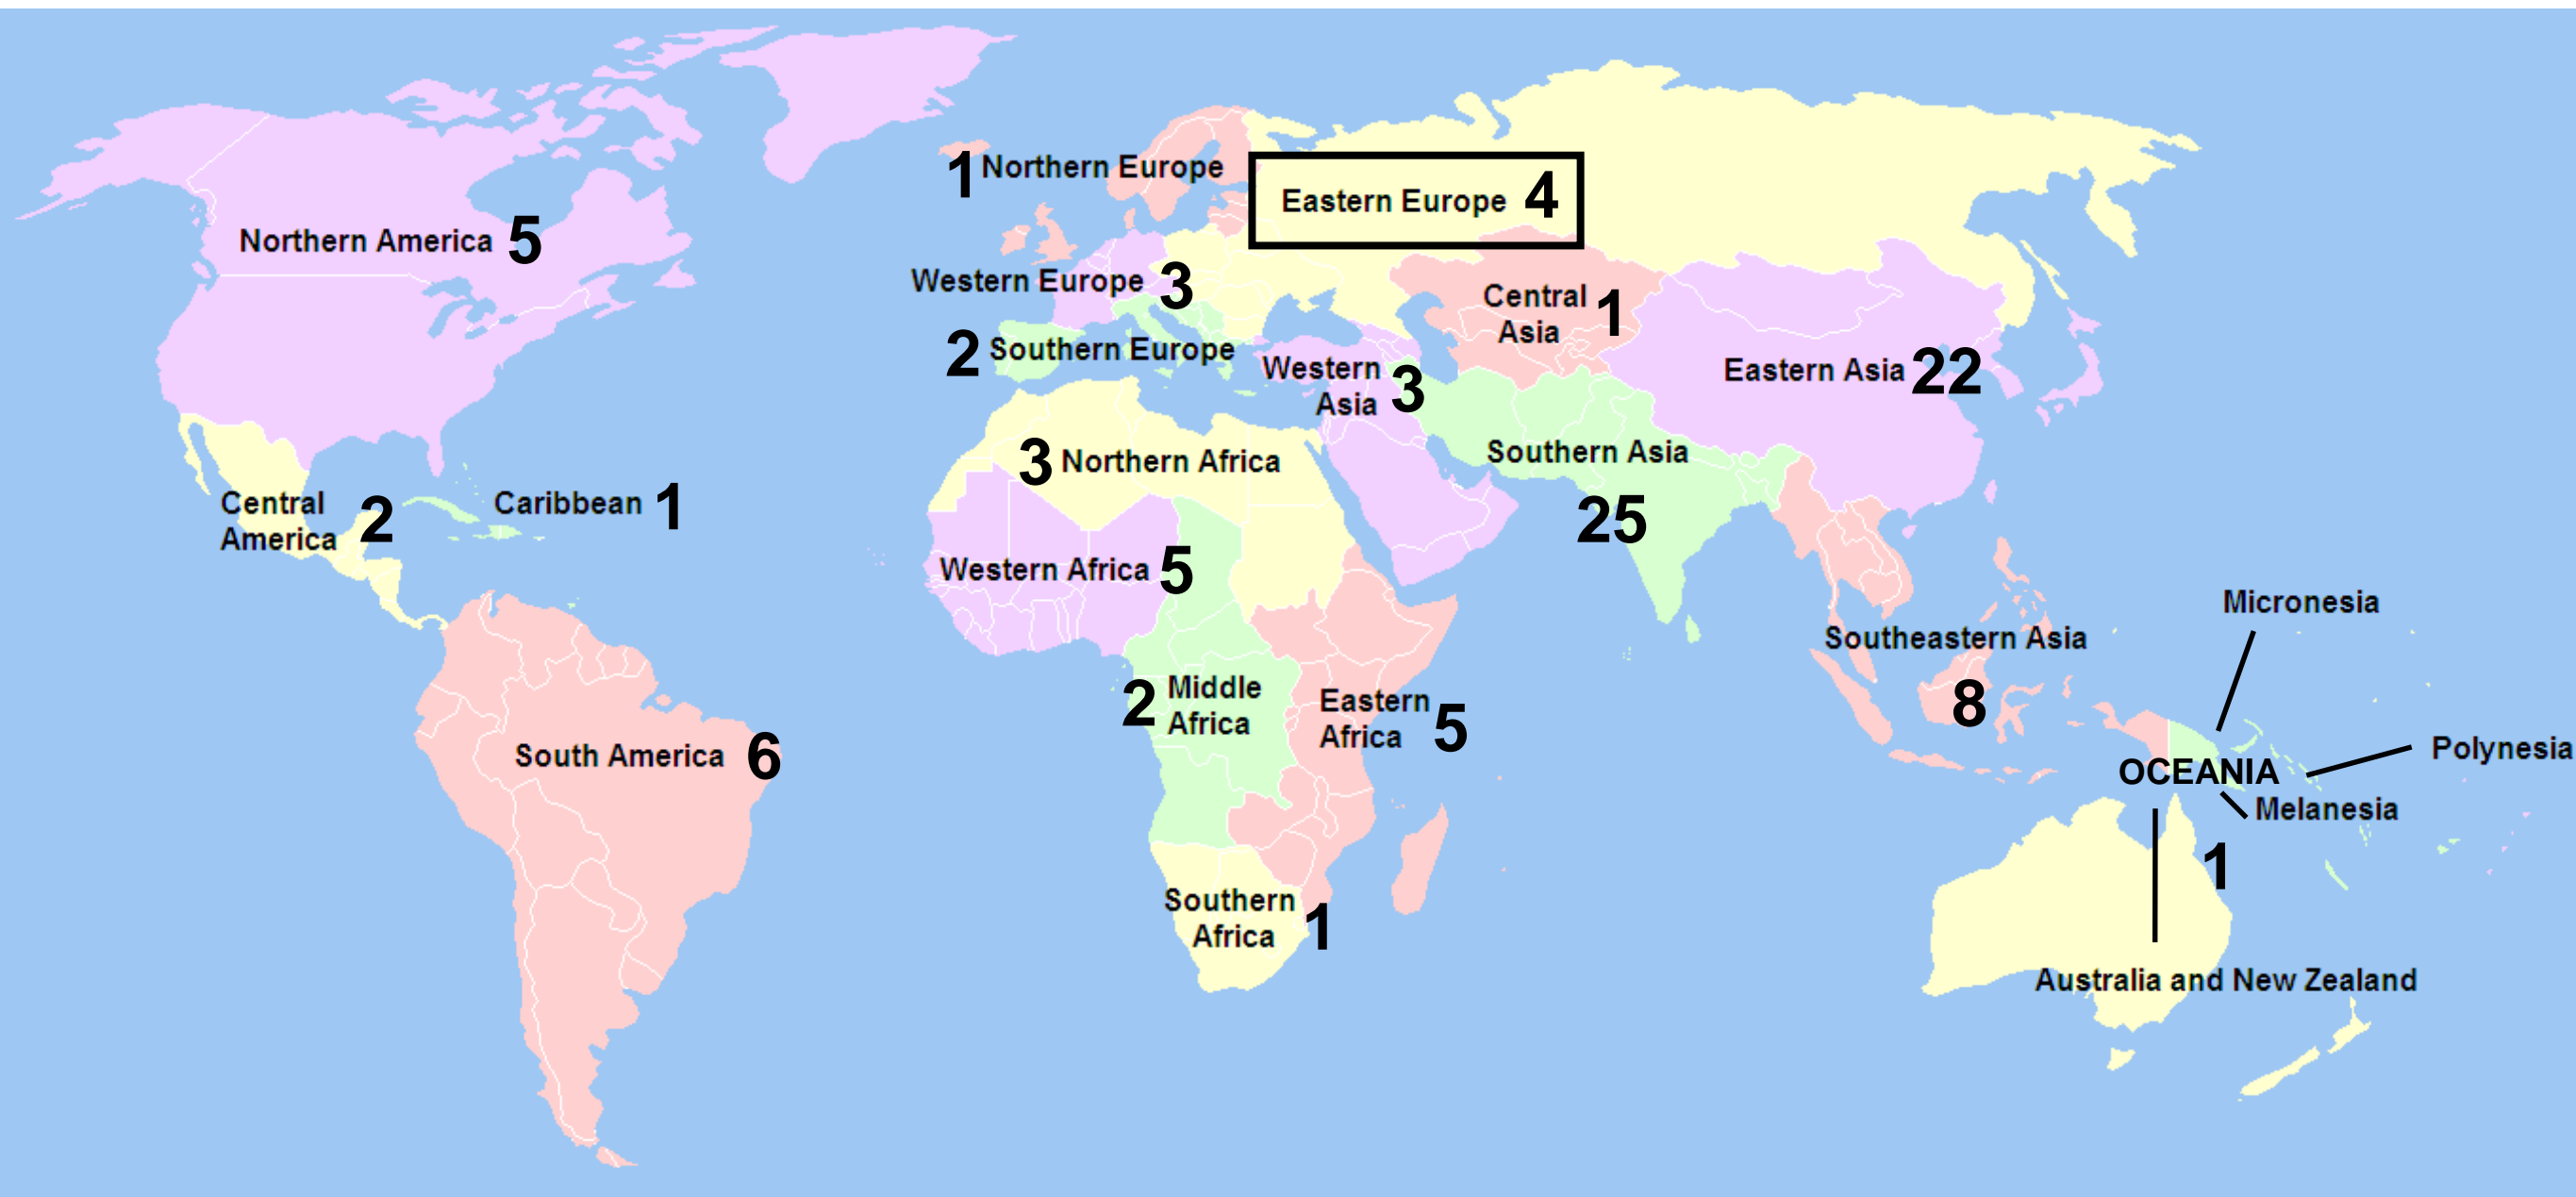 1 Northern Europe
Eastern Europe 4
Northern America 5
Western Europe 3
Central 1
Asia
2 Southern Europe
Western 3
Asia
Eastern Asia 22
3 Northern Africa
Southern Asia
25
Central 2
America
Caribbean 1
Western Africa 5
Micronesia
Southeastern Asia
8
2 Middle
Africa
Eastern 5
Africa
South America 6
Polynesia
OCEANIA
Melanesia
1
Southern 1
Africa
Australia and New Zealand